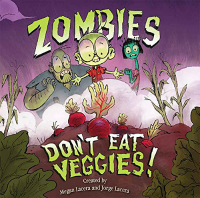 ZOMBIES
DON'T EAT
VEGGIES!
Created by
Megan Lacera and Jorge Lacera